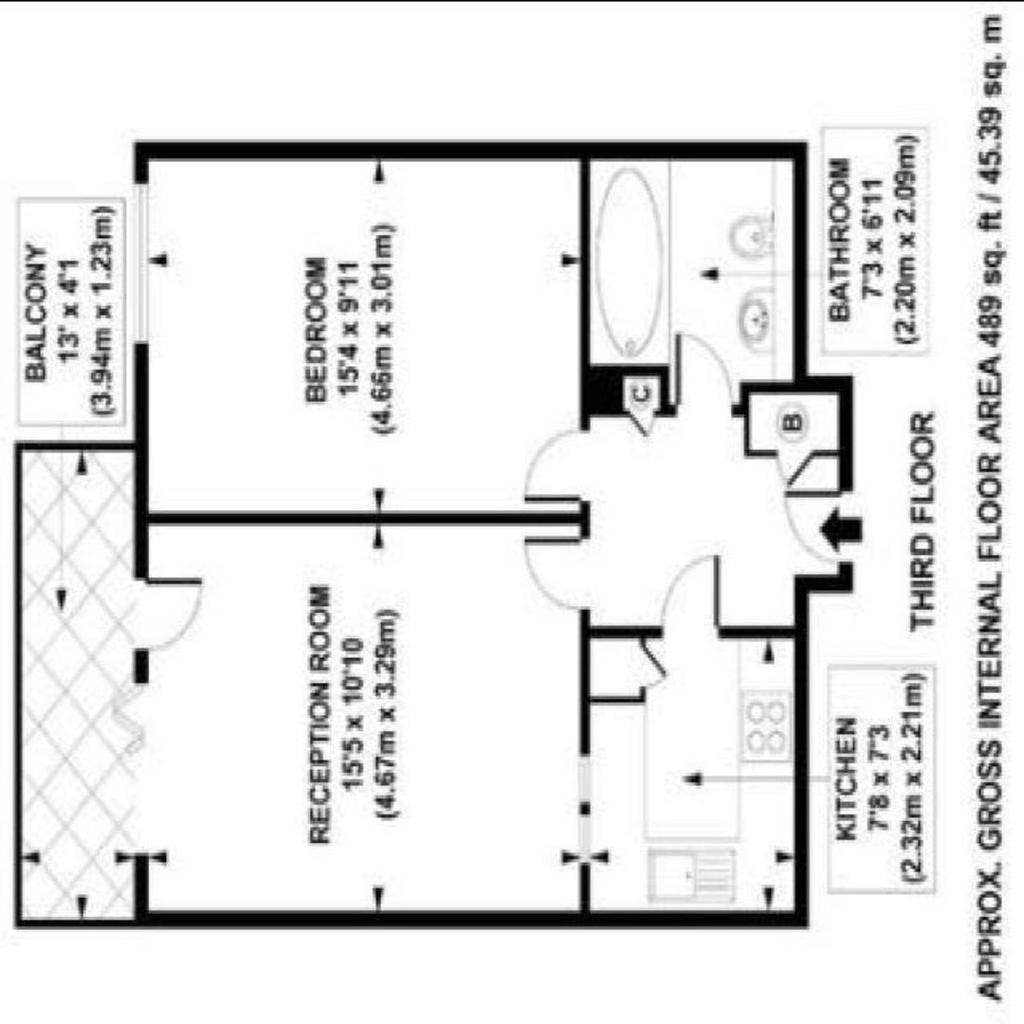 BALCONY
13' x 4'1
(3.94m x 1.23m)
RECEPTION ROOM
15'5 x 10'10
(4.67m x 3.29m)
BEDROOM
15'4 x 9'11
(4.66m x 3.01m)
C
B
KITCHEN
7'8 x 7'3
(2.32m x 2.21m)
BATHROOM
7'3 x 6'11
(2.20m x 2.09m)
THIRD FLOOR
APPROX. GROSS INTERNAL FLOOR AREA 489 sq. ft / 45.39 sq. m